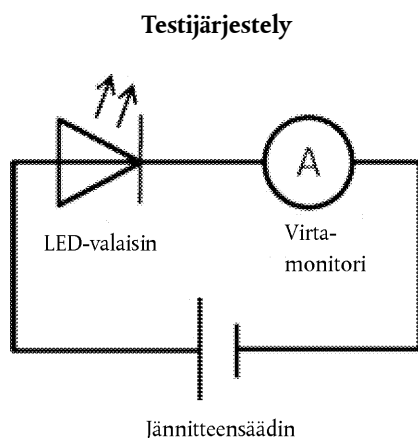 Testijärjestely
A
LED-valaisin
Virta-
monitori
Jännitteensäädin